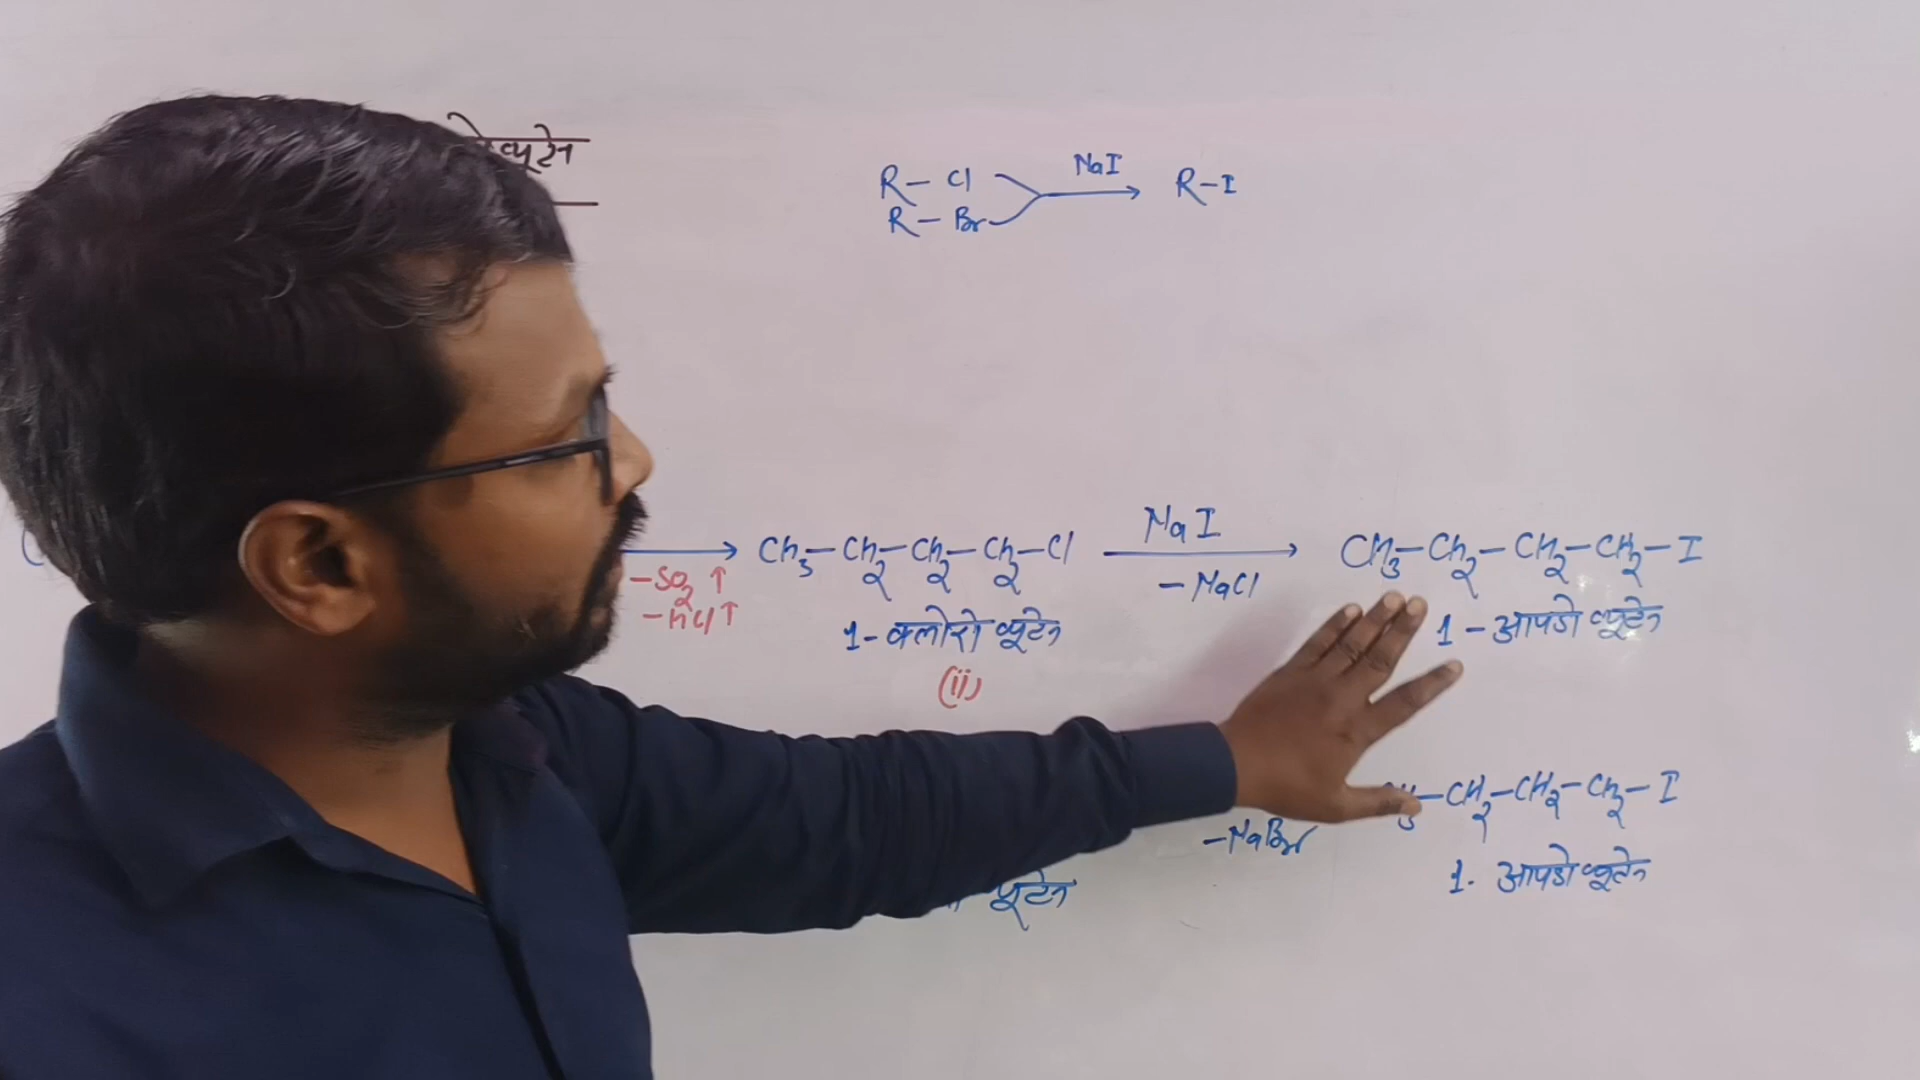 ब्यूटेन
R – Cl
R – Br
NaI
R–I
–SO2 ↑
–HCl ↑
CH3–CH2–CH2–CH2–Cl
1-क्लोरो ब्यूटेन
(ii)
NaI
– NaCl
CH3–CH2–CH2–CH2–I
1-आयडो ब्यूटेन
–NaBr
–CH2–CH2–CH2–I
1. आयडो ब्यूटेन
ब्यूटेन